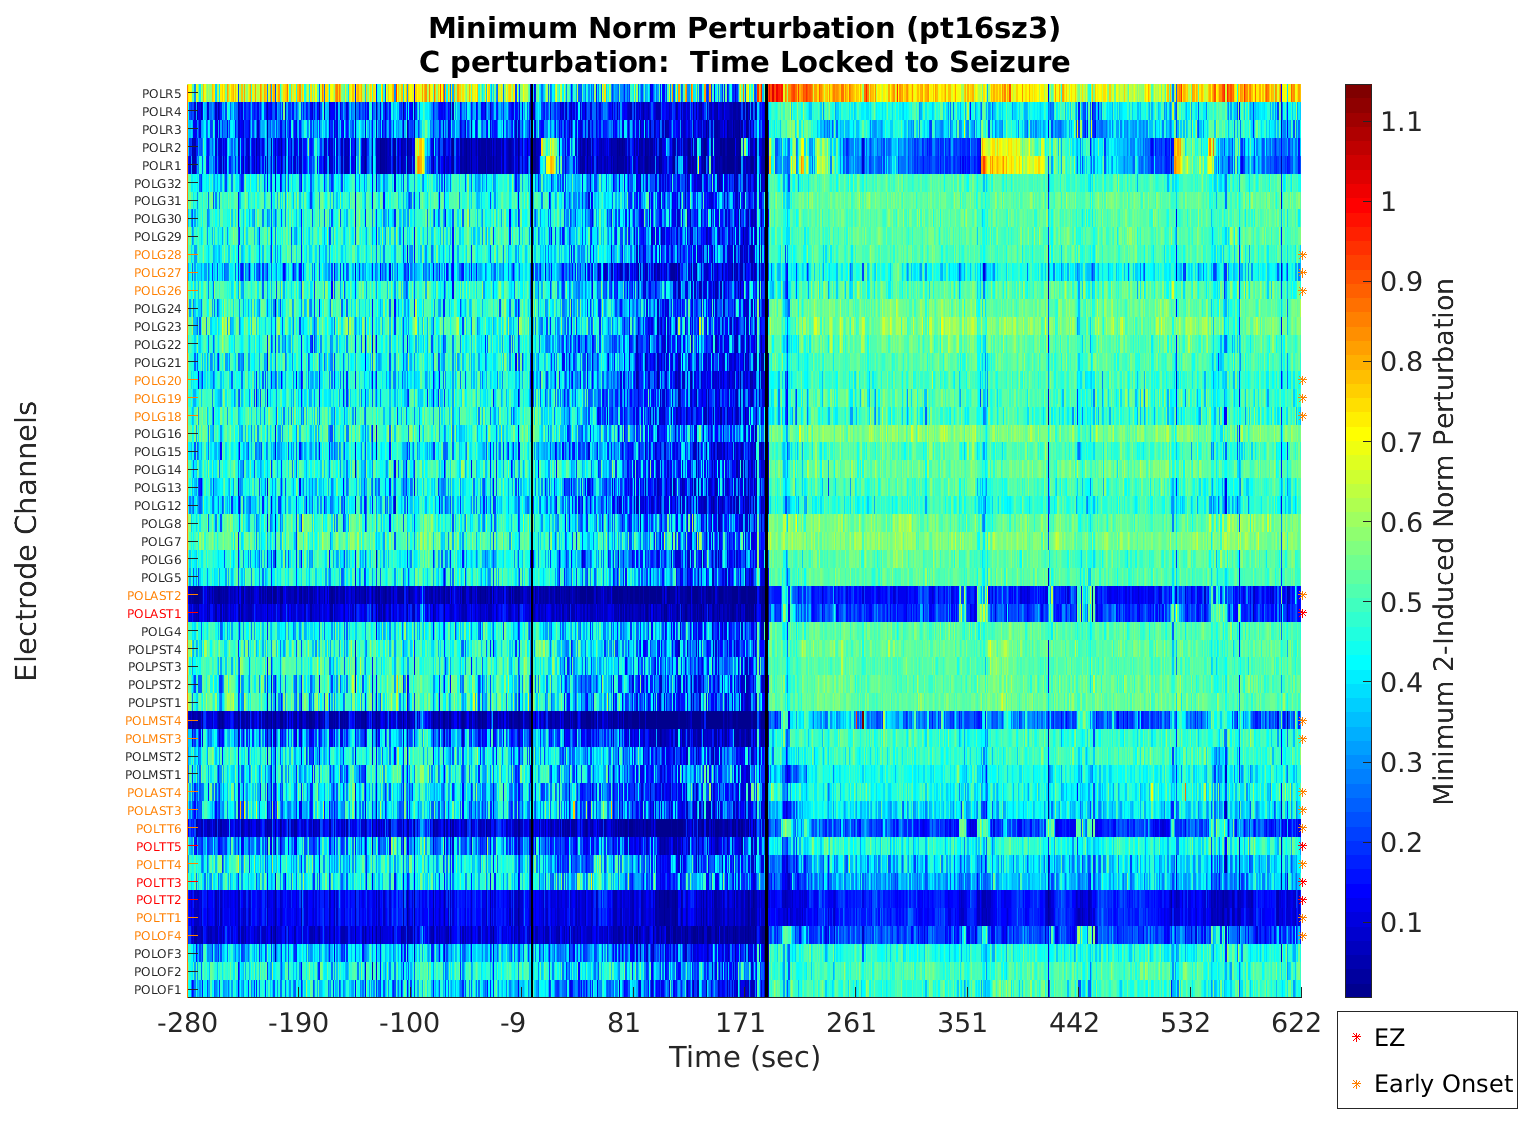 Minimum Norm Perturbation (pt16sz3)
C perturbation:  Time Locked to Seizure
Electrode Channels
POLR5
POLR4
POLR3
POLR2
POLR1
POLG32
POLG31
POLG30
POLG29
POLG28
POLG27
POLG26
POLG24
POLG23
POLG22
POLG21
POLG20
POLG19
POLG18
POLG16
POLG15
POLG14
POLG13
POLG12
POLG8
POLG7
POLG6
POLG5
POLAST2
POLAST1
POLG4
POLPST4
POLPST3
POLPST2
POLPST1
POLMST4
POLMST3
POLMST2
POLMST1
POLAST4
POLAST3
POLTT6
POLTT5
POLTT4
POLTT3
POLTT2
POLTT1
POLOF4
POLOF3
POLOF2
POLOF1
-280 -190 -100 -9 81 171 261 351 442 532 622
Time (sec)
1.1
1
0.9
0.8
0.7
0.6
0.5
0.4
0.3
0.2
0.1
Minimum 2-Induced Norm Perturbation
EZ
Early Onset